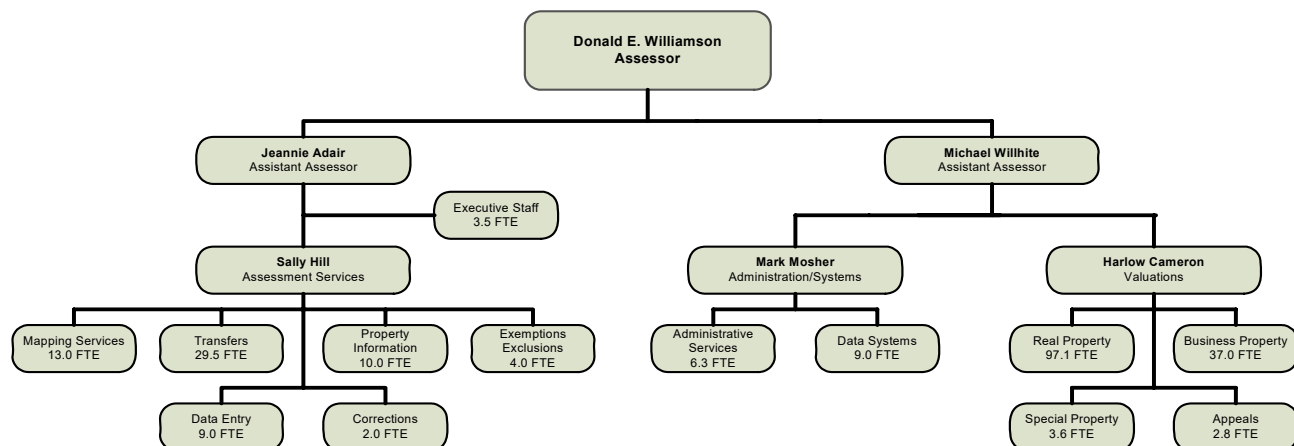 Donald E. Williamson
Assessor
Jeannie Adair
Assistant Assessor
Michael Willhite
Assistant Assessor
Executive Staff
3.5 FTE
Sally Hill
Assessment Services
Mark Mosher
Administration/Systems
Harlow Cameron
Valuations
Mapping Services
13.0 FTE
Transfers
29.5 FTE
Property
Information
10.0 FTE
Exemptions
Exclusions
4.0 FTE
Administrative
Services
6.3 FTE
Data Systems
9.0 FTE
Real Property
97.1 FTE
Business Property
37.0 FTE
Data Entry
9.0 FTE
Corrections
2.0 FTE
Special Property
3.6 FTE
Appeals
2.8 FTE